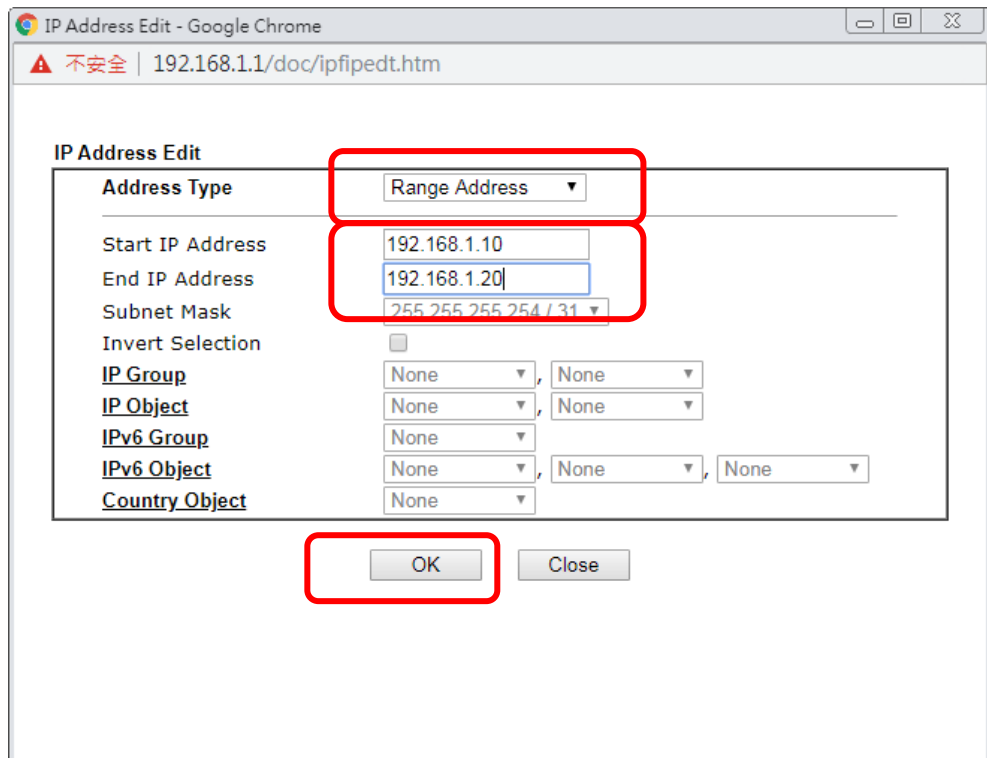 IP Address Edit - Google Chrome
不安全 | 192.168.1.1/doc/ipfipedt.htm
IP Address Edit
Address Type Range Address
Start IP Address 192.168.1.10
End IP Address 192.168.1.20
Subnet Mask 255.255.255.254 / 31
Invert Selection
IP Group None , None
IP Object None , None
IPv6 Group None
IPv6 Object None , None , None
Country Object None
OK Close